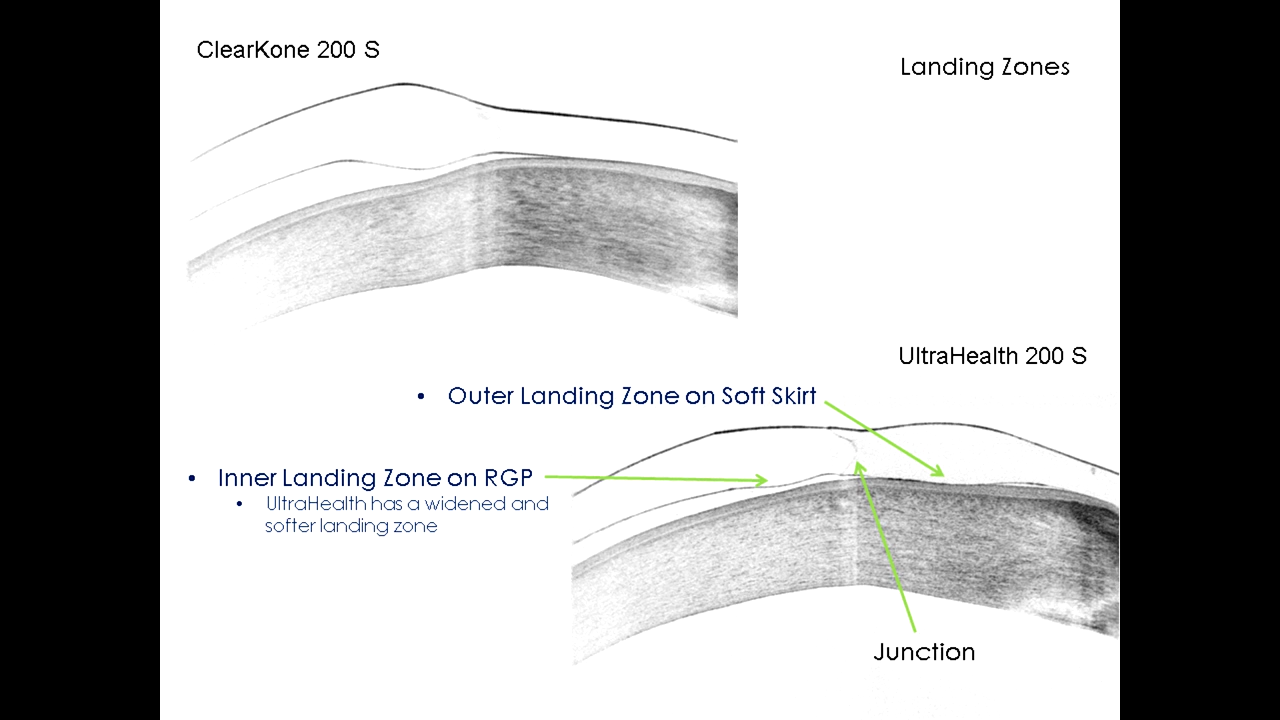 ClearKone 200 S
Landing Zones
UltraHealth 200 S
• Outer Landing Zone on Soft Skirt
• Inner Landing Zone on RGP
• UltraHealth has a widened and
softer landing zone
Junction